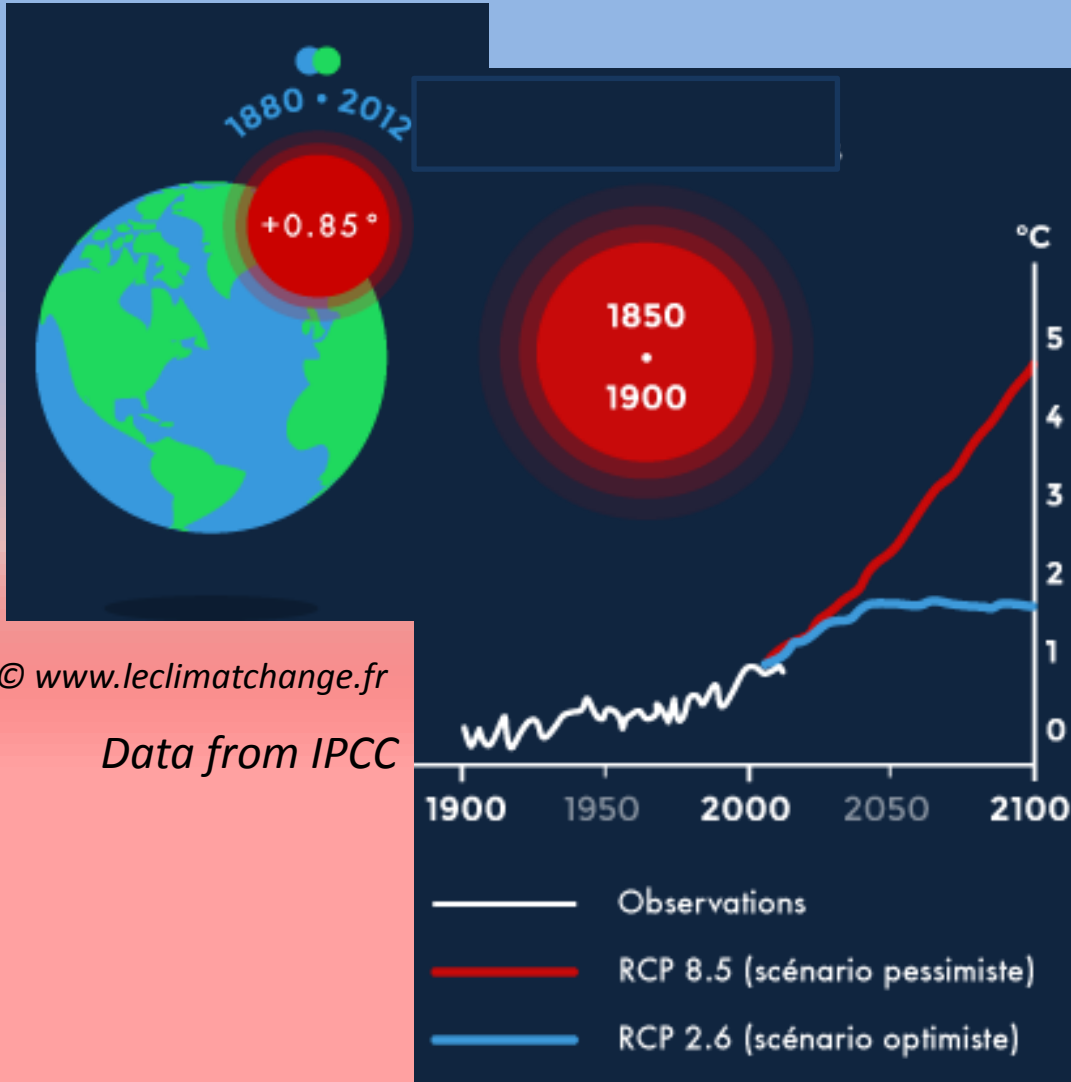 1880 • 2012
+0.85°
1850
•
1900
°C
5
4
3
2
1
0
1900 1950 2000 2050 2100
Observations
RCP 8.5 (scénario pessimiste)
RCP 2.6 (scénario optimiste)
© www.leclimatchange.fr
Data from IPCC